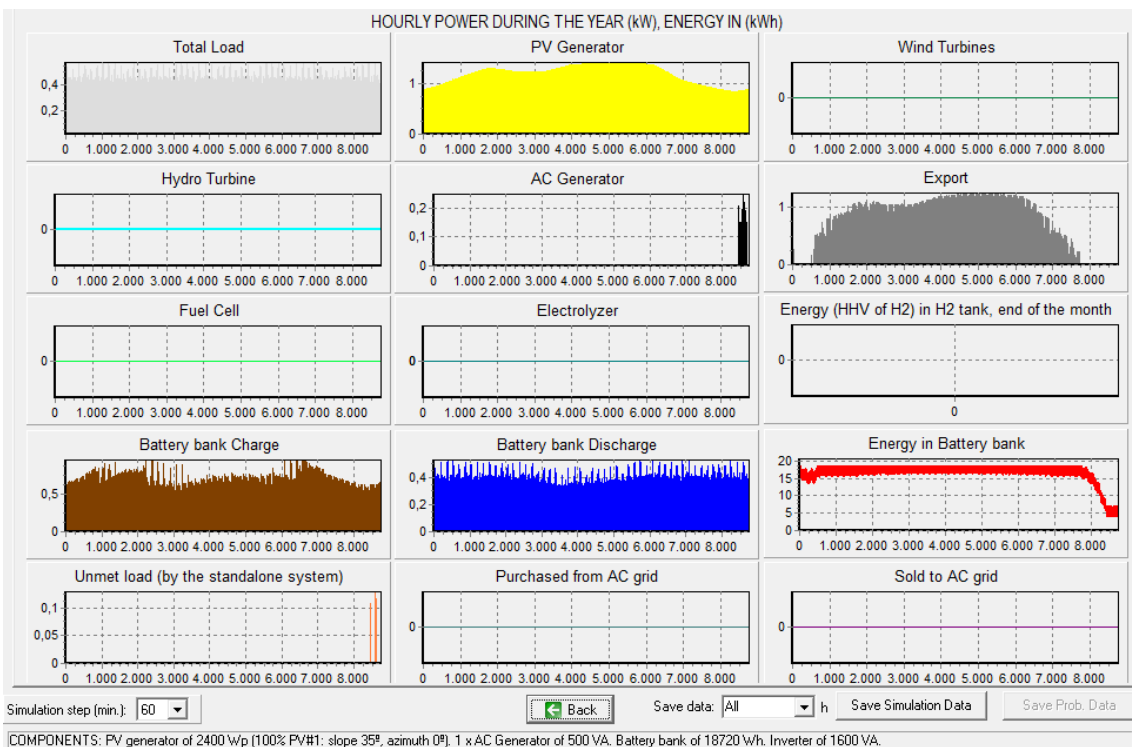 HOURLY POWER DURING THE YEAR (kW), ENERGY IN (kWh)
Total Load
0,4
0,2
0 1.000 2.000 3.000 4.000 5.000 6.000 7.000 8.000
PV Generator
1
0
0 1.000 2.000 3.000 4.000 5.000 6.000 7.000 8.000
Wind Turbines
0
0 1.000 2.000 3.000 4.000 5.000 6.000 7.000 8.000
Hydro Turbine
0
0 1.000 2.000 3.000 4.000 5.000 6.000 7.000 8.000
AC Generator
0,2
0,1
0
0 1.000 2.000 3.000 4.000 5.000 6.000 7.000 8.000
Export
1
0
0 1.000 2.000 3.000 4.000 5.000 6.000 7.000 8.000
Fuel Cell
0
0 1.000 2.000 3.000 4.000 5.000 6.000 7.000 8.000
Electrolyzer
0
0 1.000 2.000 3.000 4.000 5.000 6.000 7.000 8.000
Energy (HHV of H2) in H2 tank, end of the month
0
0
Battery bank Charge
0,5
0
0 1.000 2.000 3.000 4.000 5.000 6.000 7.000 8.000
Battery bank Discharge
0,4
0,2
0
0 1.000 2.000 3.000 4.000 5.000 6.000 7.000 8.000
Energy in Battery bank
20
15
10
5
0
0 1.000 2.000 3.000 4.000 5.000 6.000 7.000 8.000
Unmet load (by the standalone system)
0,1
0,05
0
0 1.000 2.000 3.000 4.000 5.000 6.000 7.000 8.000
Purchased from AC grid
0
0 1.000 2.000 3.000 4.000 5.000 6.000 7.000 8.000
Sold to AC grid
0
0 1.000 2.000 3.000 4.000 5.000 6.000 7.000 8.000
Simulation step (min.): 60 Back Save data: All h Save Simulation Data Save Prob. Data
COMPONENTS: PV generator of 2400 Wp (100% PV#1: slope 35º, azimuth 0º). 1 x AC Generator of 500 VA. Battery bank of 18720 Wh. Inverter of 1600 VA.